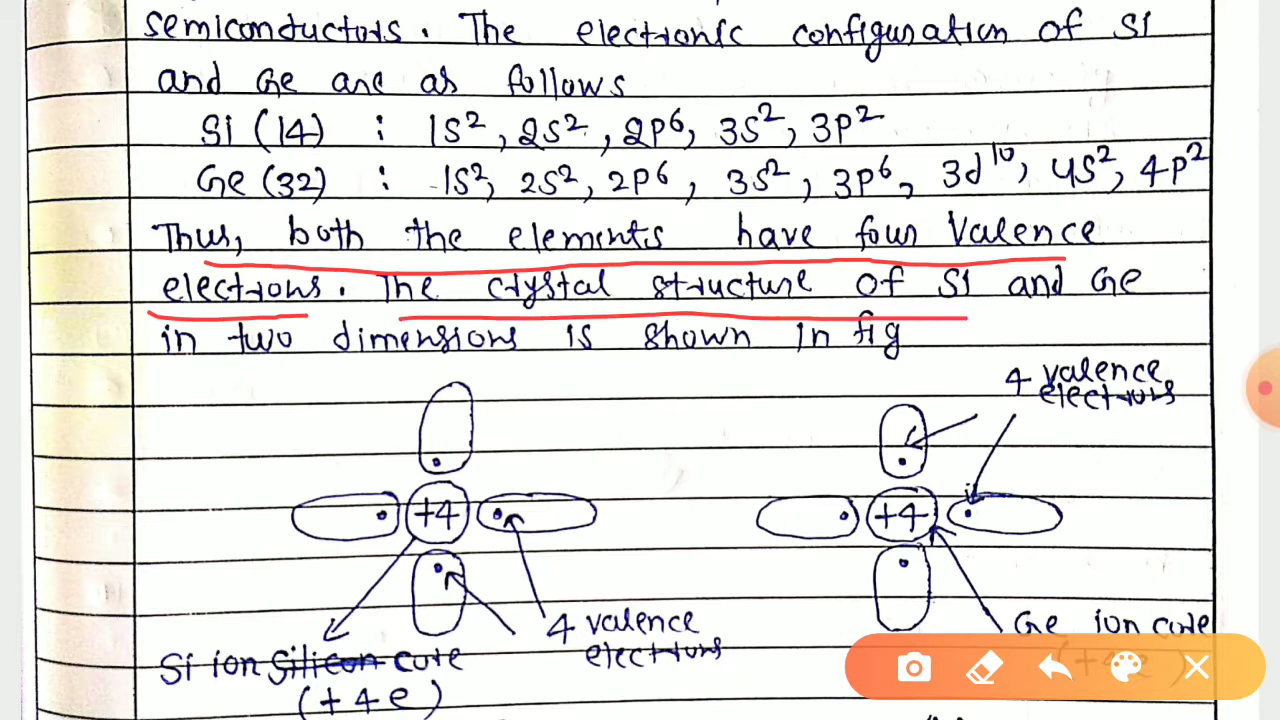 semiconductors. The electronic configuration of Si
and Ge are as follows
Si (14) : 1s², 2s², 2p⁶, 3s², 3p²
Ge (32) : 1s², 2s², 2p⁶, 3s², 3p⁶, 3d¹⁰, 4s², 4p²
Thus, both the elements have four Valence
electrons. The crystal structure of Si and Ge
in two dimensions is shown in fig
4 valence
electrons
+4
+4
4 valence
electrons
Ge ion core
(+4e)
Si ion Silicon core
(+4e)